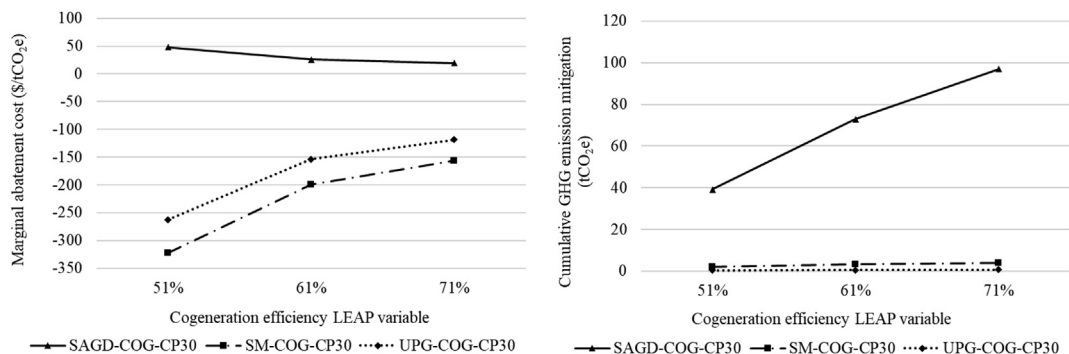 Marginal abatement cost ($/tCO₂e)
100
50
0
-50
-100
-150
-200
-250
-300
-350
51%
61%
71%
Cogeneration efficiency LEAP variable
SAGD-COG-CP30
SM-COG-CP30
UPG-COG-CP30
Cumulative GHG emission mitigation
(tCO₂e)
120
100
80
60
40
20
0
51%
61%
71%
Cogeneration efficiency LEAP variable
SAGD-COG-CP30
SM-COG-CP30
UPG-COG-CP30